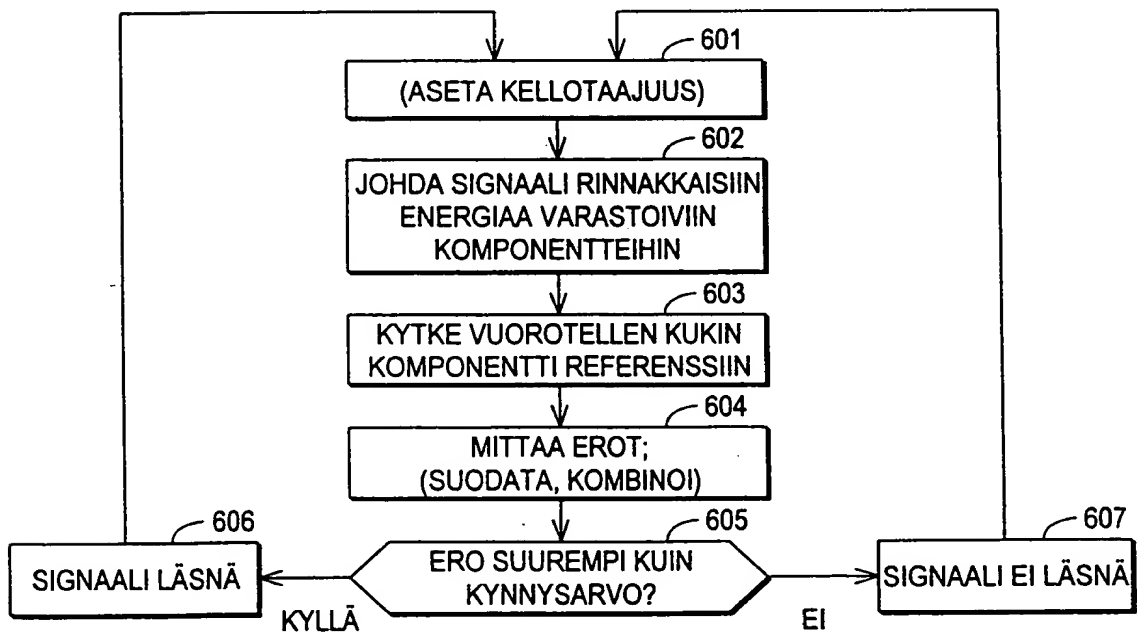 601
(ASETA KELLOTAAJUUS)
602
JOHDA SIGNAALI RINNAKKAISIIN
ENERGIAA VARASTOIVIIN
KOMPONENTTEIHIN
603
KYTKE VUOROTELLEN KUKIN
KOMPONENTTI REFERENSSIIN
604
MITTAA EROT;
(SUODATA, KOMBINOI)
605
ERO SUUREMPI KUIN
KYNNYSARVO?
606
SIGNAALI LÄSNÄ
KYLLÄ
607
SIGNAALI EI LÄSNÄ
EI